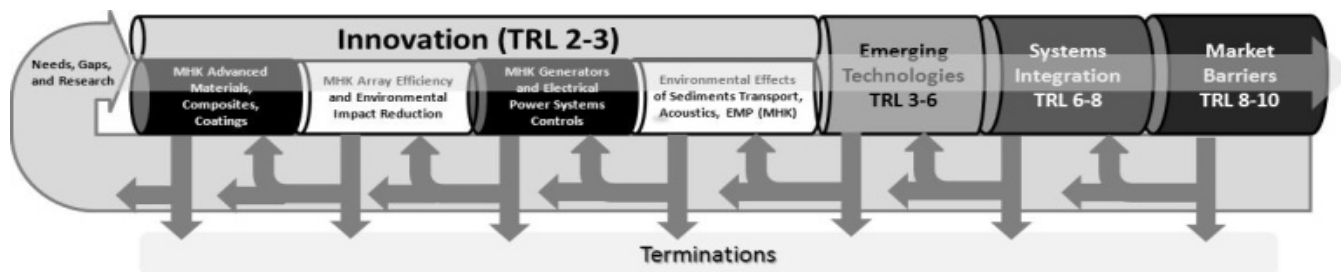 Innovation (TRL 2-3)
Needs, Gaps,
and Research
MHK Advanced
Materials,
Composites,
Coatings
MHK Array Efficiency
and Environmental
Impact Reduction
MHK Generators
and Electrical
Power Systems
Controls
Environmental Effects
of Sediments Transport,
Acoustics, EMP (MHK)
Emerging
Technologies
TRL 3-6
Systems
Integration
TRL 6-8
Market
Barriers
TRL 8-10
Terminations